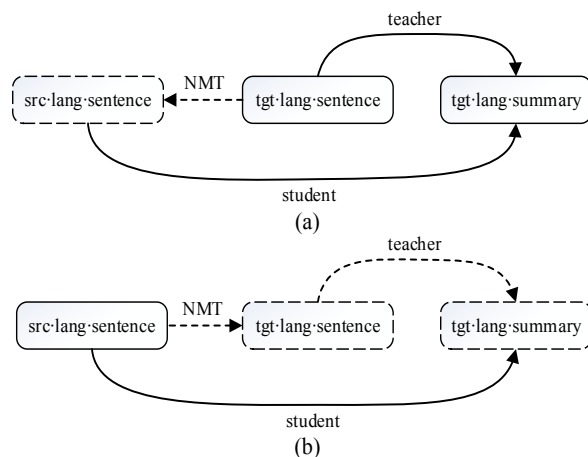 teacher
src·lang·sentence NMT tgt·lang·sentence tgt·lang·summary
student
(a)
teacher
src·lang·sentence NMT tgt·lang·sentence tgt·lang·summary
student
(b)